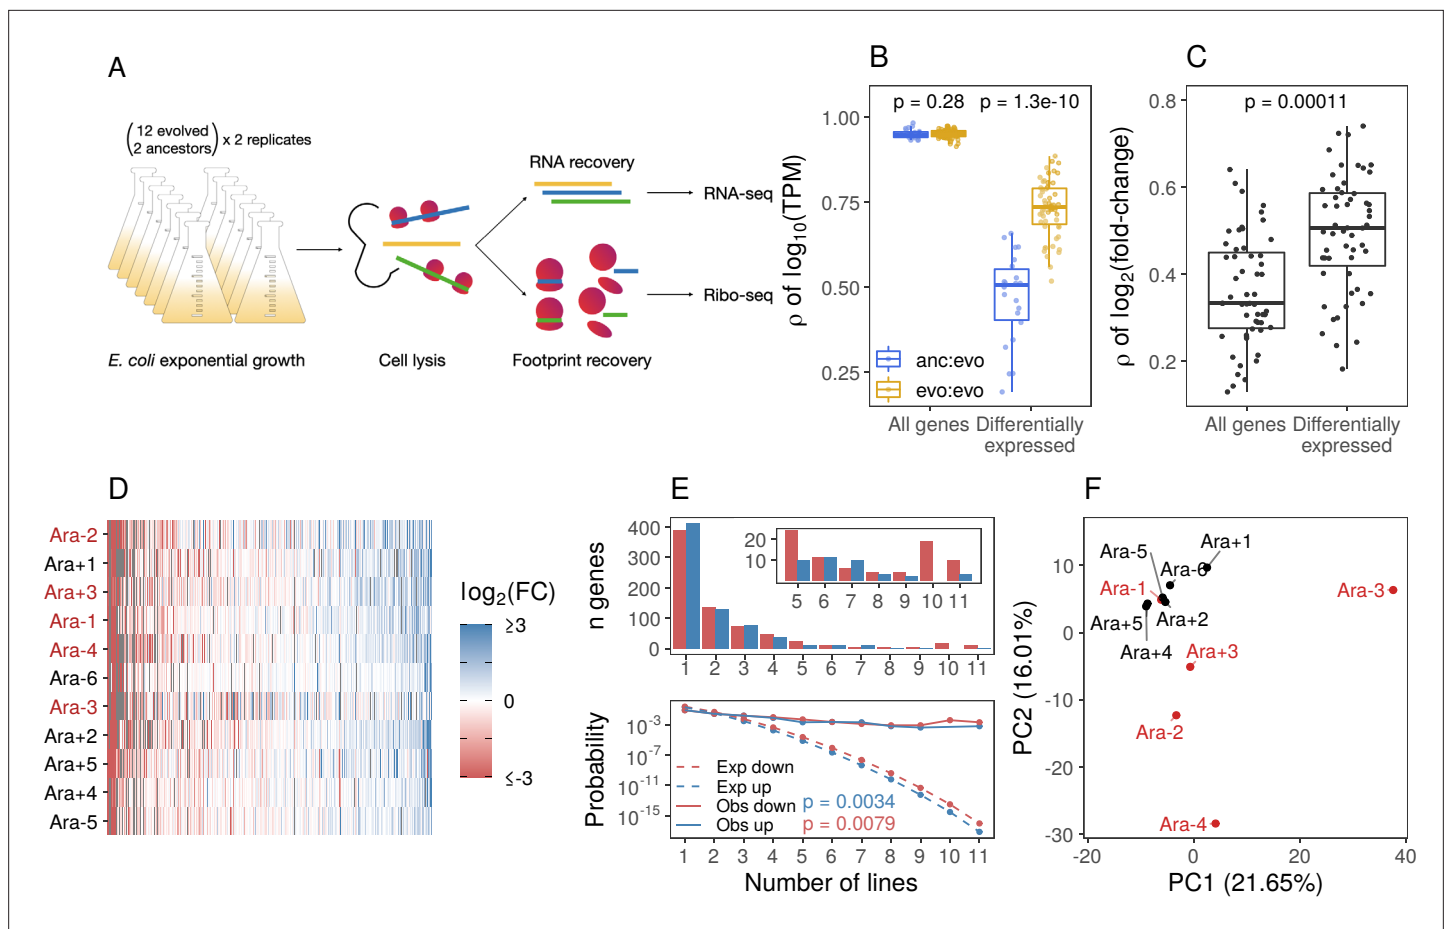 A
12 evolved
2 ancestors
x 2 replicates
RNA recovery
RNA-seq
Ribo-seq
E. coli exponential growth
Cell lysis
Footprint recovery
B
p = 0.28
p = 1.3e-10
1.00
0.75
0.50
0.25
ρ of log10(TPM)
anc:evo
evo:evo
All genes
Differentially
expressed
C
p = 0.00011
0.8
0.6
0.4
0.2
ρ of log2(fold-change)
All genes
Differentially
expressed
D
Ara-2
Ara+1
Ara+3
Ara-1
Ara-4
Ara-6
Ara-3
Ara+2
Ara+5
Ara+4
Ara-5
log2(FC)
≥3
0
≤-3
E
n genes
400
300
200
100
0
20
10
5 6 7 8 9 10 11
1 2 3 4 5 6 7 8 9 10 11
Probability
10-3
10-7
10-11
10-15
Exp down
Exp up
Obs down
Obs up
p = 0.0034
p = 0.0079
1 2 3 4 5 6 7 8 9 10 11
Number of lines
F
PC2 (16.01%)
10
0
-10
-20
-30
Ara-5
Ara+1
Ara-6
Ara-1
Ara+5
Ara+2
Ara+4
Ara-3
Ara+3
Ara-2
Ara-4
-20 0 20 40
PC1 (21.65%)